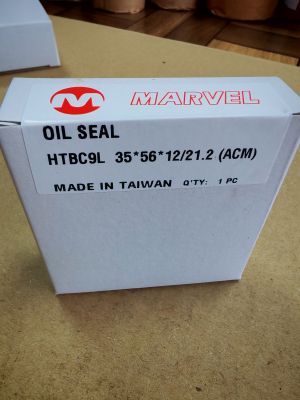 MARVEL
OIL SEAL
HTBC9L 35*56*12/21.2 (ACM)
MADE IN TAIWAN Q'TY: 1 PC